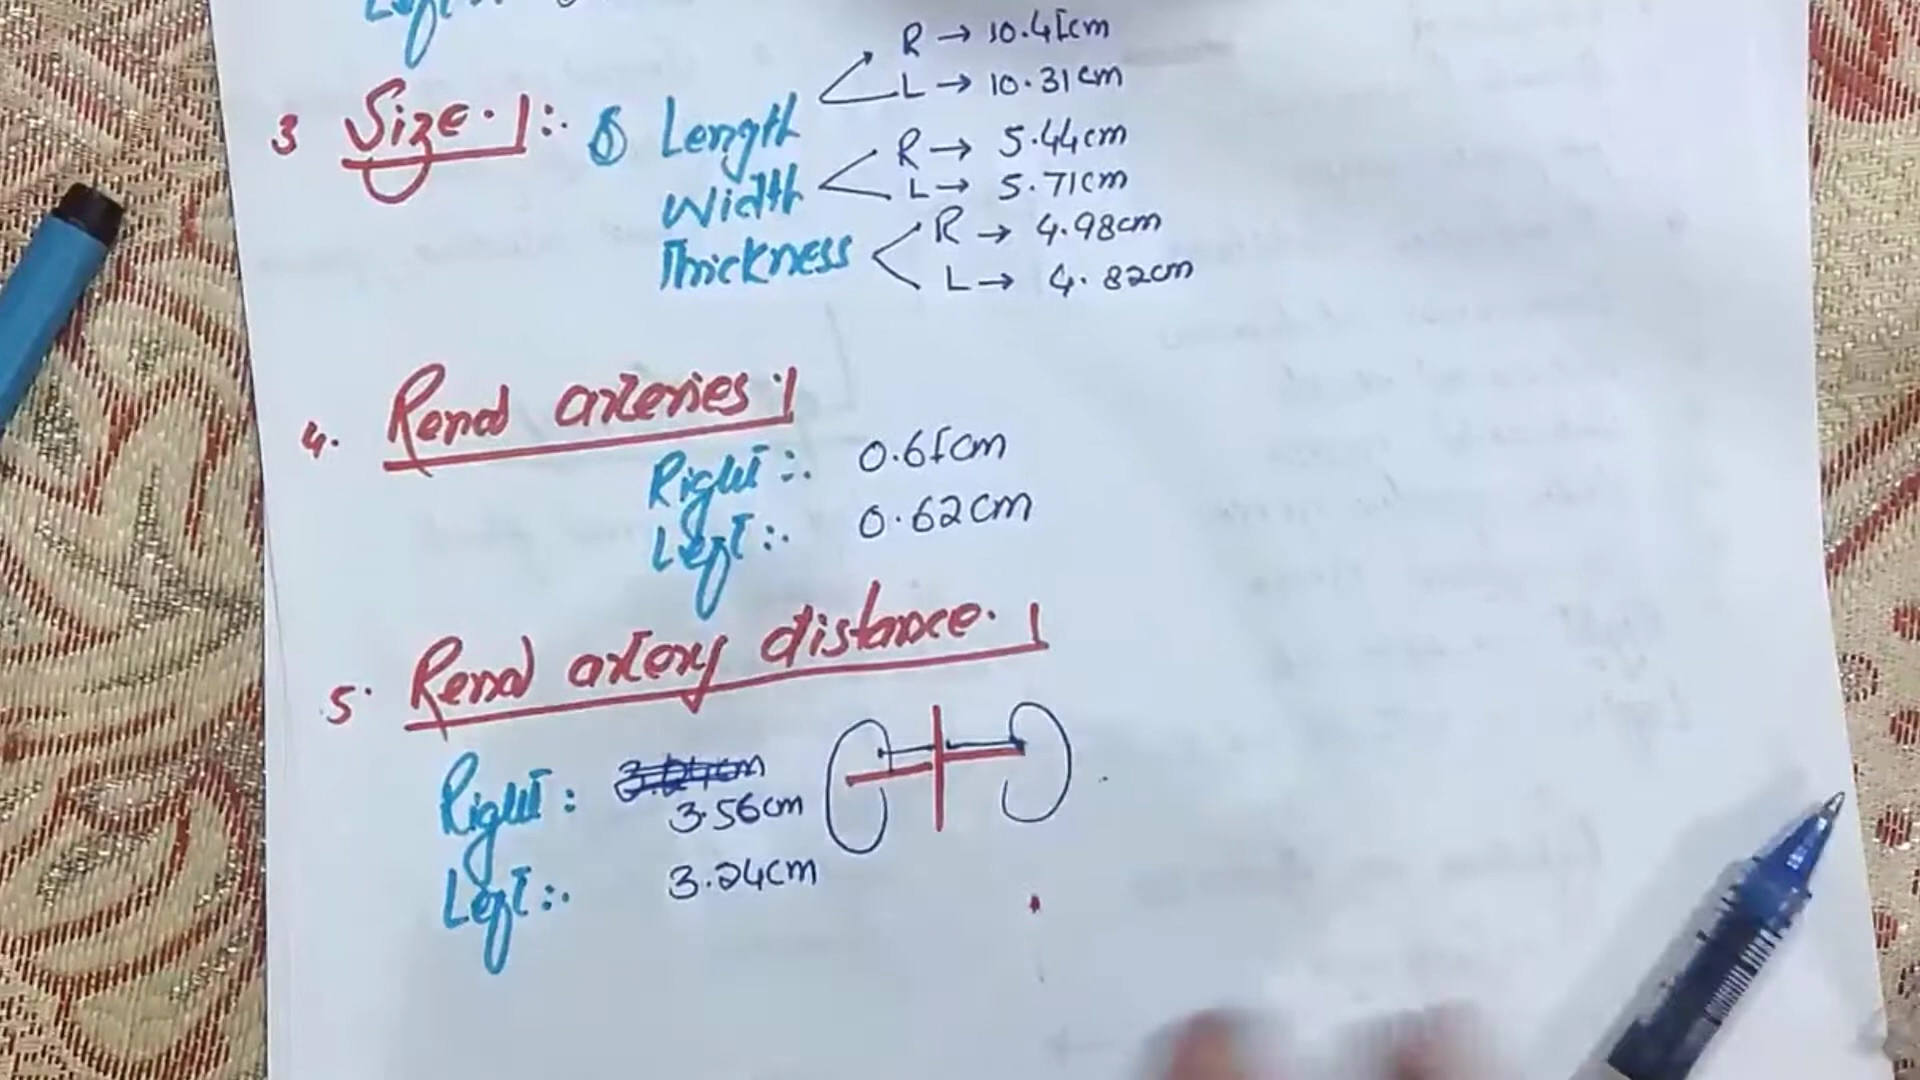 Left
R → 10.41cm
3 Size :. Length
L → 10.31cm
Width
R → 5.44cm
L → 5.71cm
Thickness
R → 4.98cm
L → 4.82cm
4. Renal arteries :
Right :. 0.61cm
Left :. 0.62cm
5. Renal artery distance.
Right : 3.56cm
Left :. 3.24cm